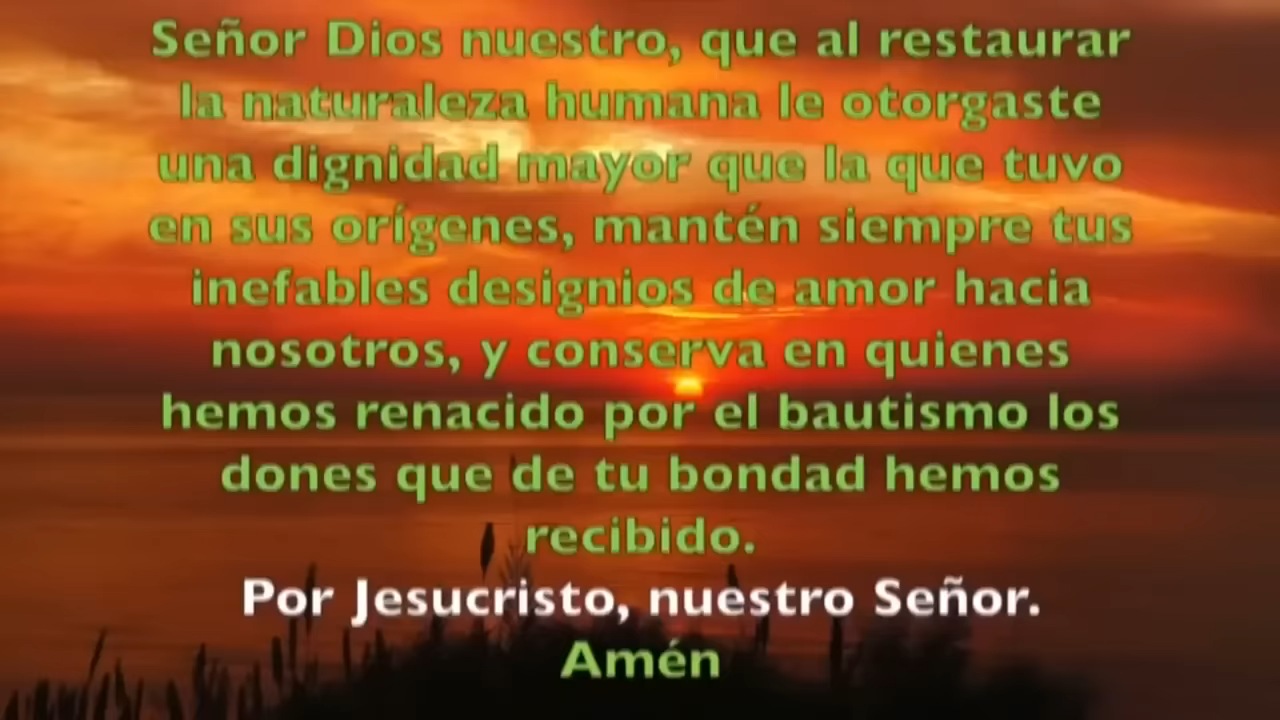 Señor Dios nuestro, que al restaurar
la naturaleza humana le otorgaste
una dignidad mayor que la que tuvo
en sus orígenes, mantén siempre tus
inefables designios de amor hacia
nosotros, y conserva en quienes
hemos renacido por el bautismo los
dones que de tu bondad hemos
recibido.
Por Jesucristo, nuestro Señor.
Amén